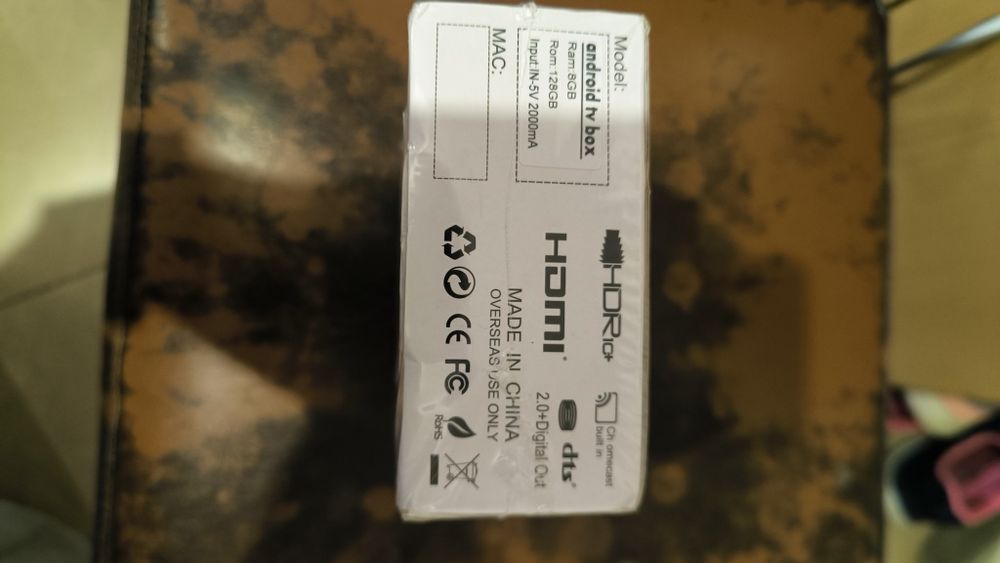 Model:
android tv box
Ram:8GB
Rom:128GB
Input:IN-5V 2000mA
MAC:
HDR10+
Chromecast
built in
HDMI®
dts®
2.0+Digital Out
MADE IN CHINA
OVERSEAS USE ONLY
CE FC
RoHS